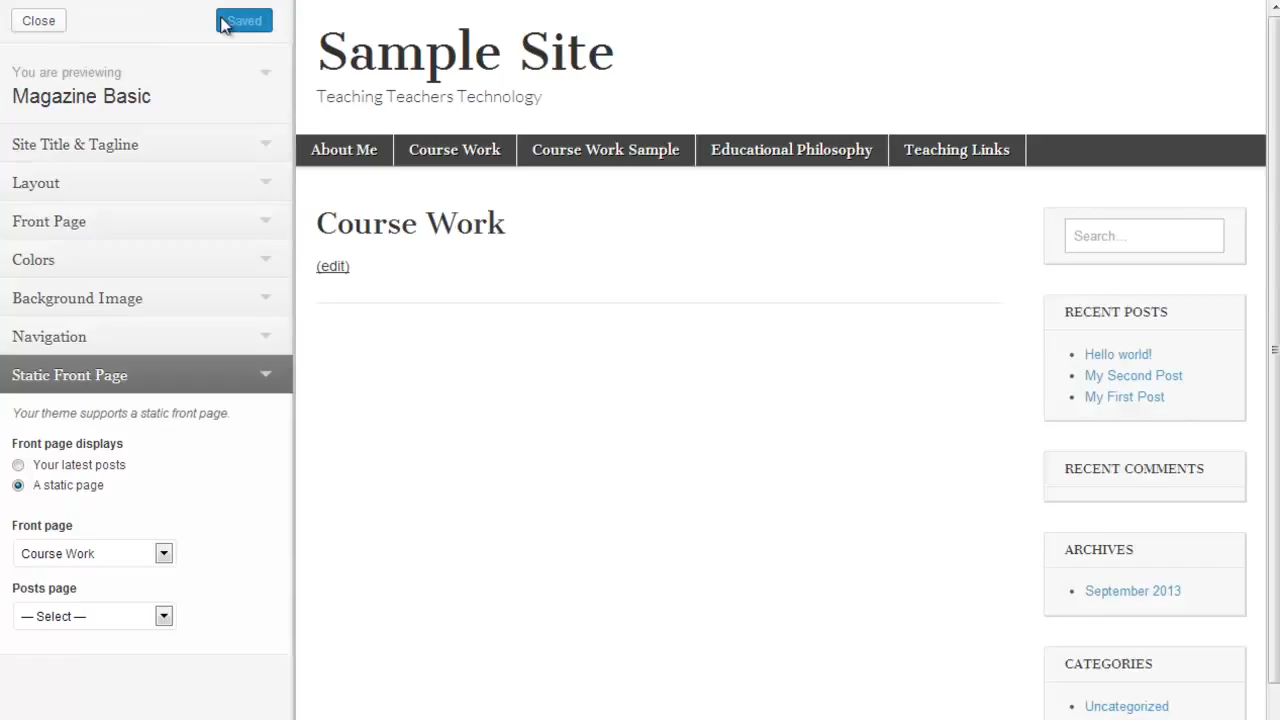 Close
Saved
You are previewing
Magazine Basic
Site Title & Tagline
Layout
Front Page
Colors
Background Image
Navigation
Static Front Page
Your theme supports a static front page.
Front page displays
Your latest posts
A static page
Front page
Course Work
Posts page
— Select —
Sample Site
Teaching Teachers Technology
About Me
Course Work
Course Work Sample
Educational Philosophy
Teaching Links
Course Work
(edit)
Search...
RECENT POSTS
Hello world!
My Second Post
My First Post
RECENT COMMENTS
ARCHIVES
September 2013
CATEGORIES
Uncategorized